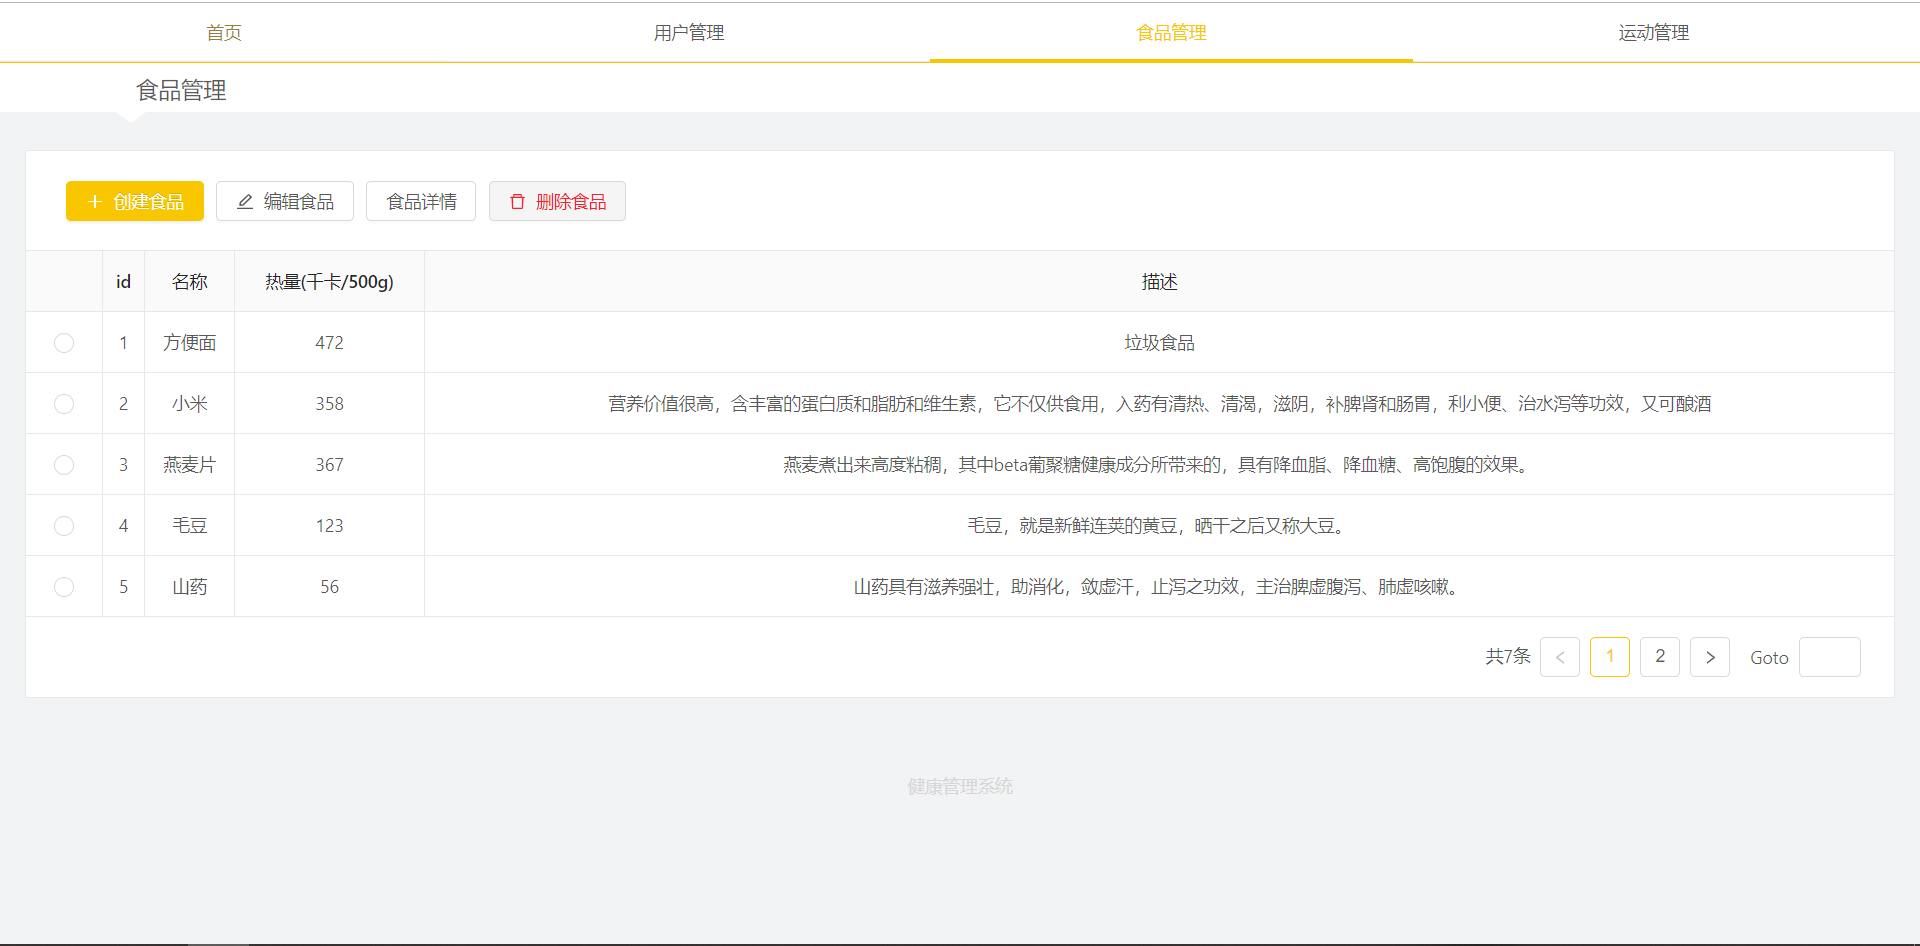 首页 用户管理 食品管理 运动管理
食品管理
创建食品 编辑食品 食品详情 删除食品
id 名称 热量(千卡/500g) 描述
1 方便面 472 垃圾食品
2 小米 358 营养价值很高，含丰富的蛋白质和脂肪和维生素，它不仅供食用，入药有清热、清渴，滋阴，补脾肾和肠胃，利小便、治水泻等功效，又可酿酒
3 燕麦片 367 燕麦煮出来高度粘稠，其中beta葡聚糖健康成分所带来的，具有降血脂、降血糖、高饱腹的效果。
4 毛豆 123 毛豆，就是新鲜连荚的黄豆，晒干之后又称大豆。
5 山药 56 山药具有滋养强壮，助消化，敛虚汗，止泻之功效，主治脾虚腹泻、肺虚咳嗽。
共7条 < 1 2 > Goto
健康管理系统